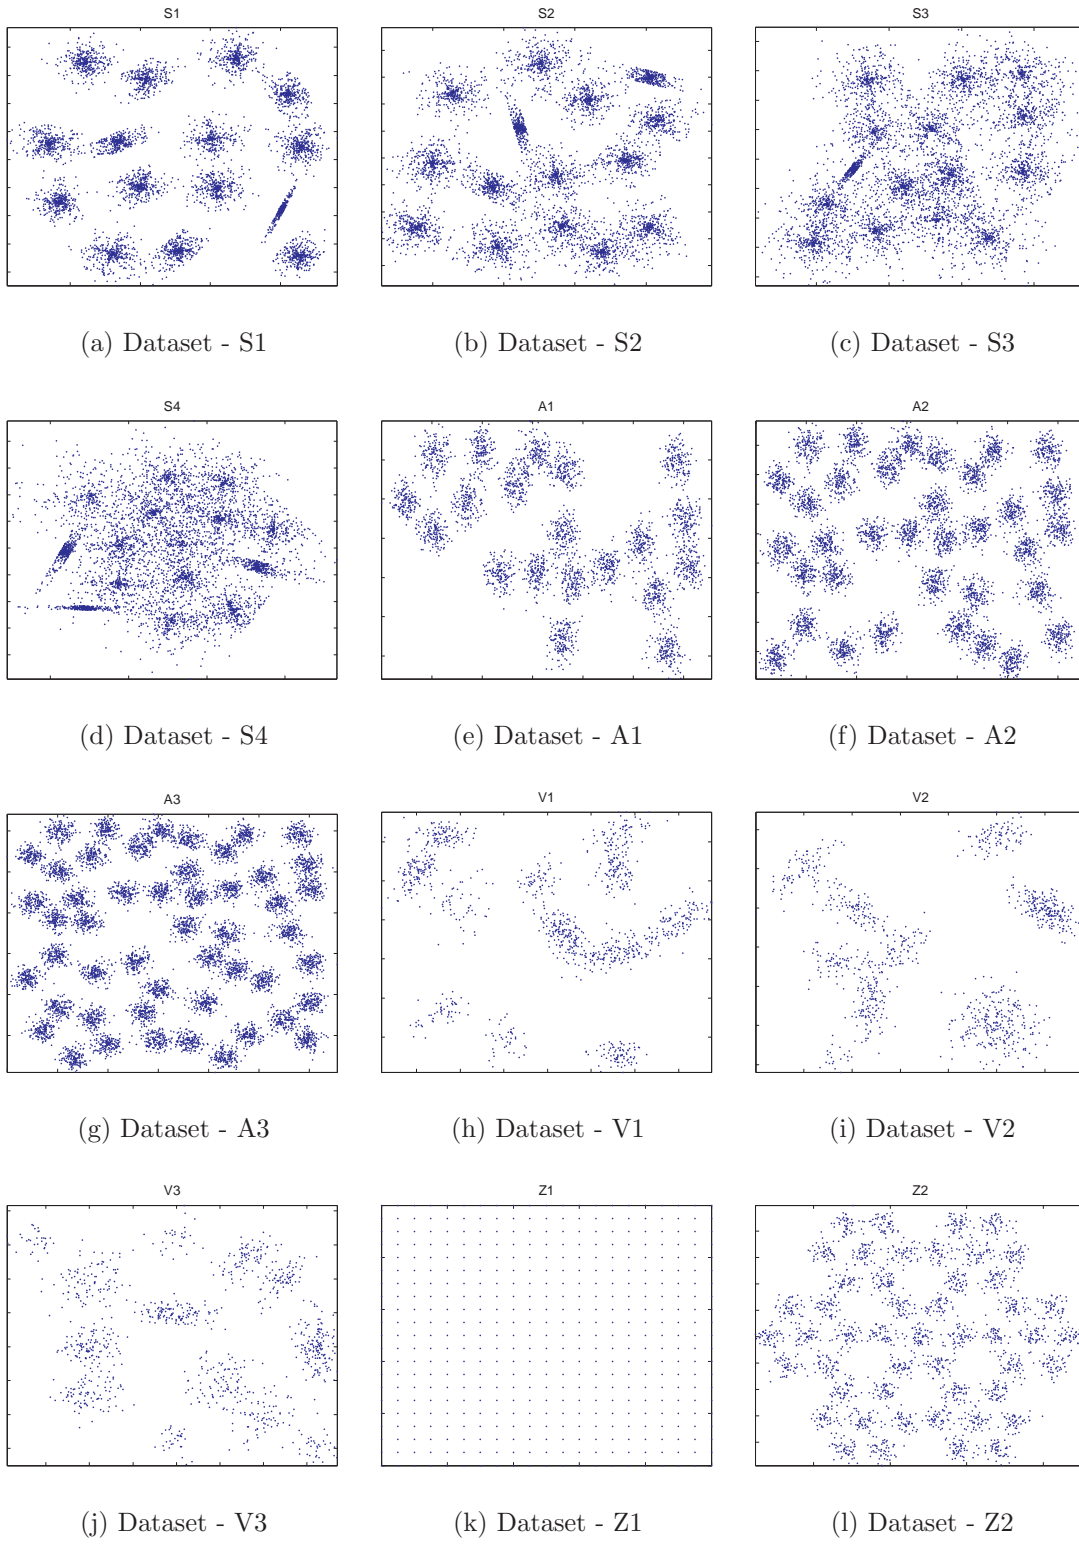 S1
S2
S3
(a) Dataset - S1
(b) Dataset - S2
(c) Dataset - S3
S4
A1
A2
(d) Dataset - S4
(e) Dataset - A1
(f) Dataset - A2
A3
V1
V2
(g) Dataset - A3
(h) Dataset - V1
(i) Dataset - V2
V3
Z1
Z2
(j) Dataset - V3
(k) Dataset - Z1
(l) Dataset - Z2